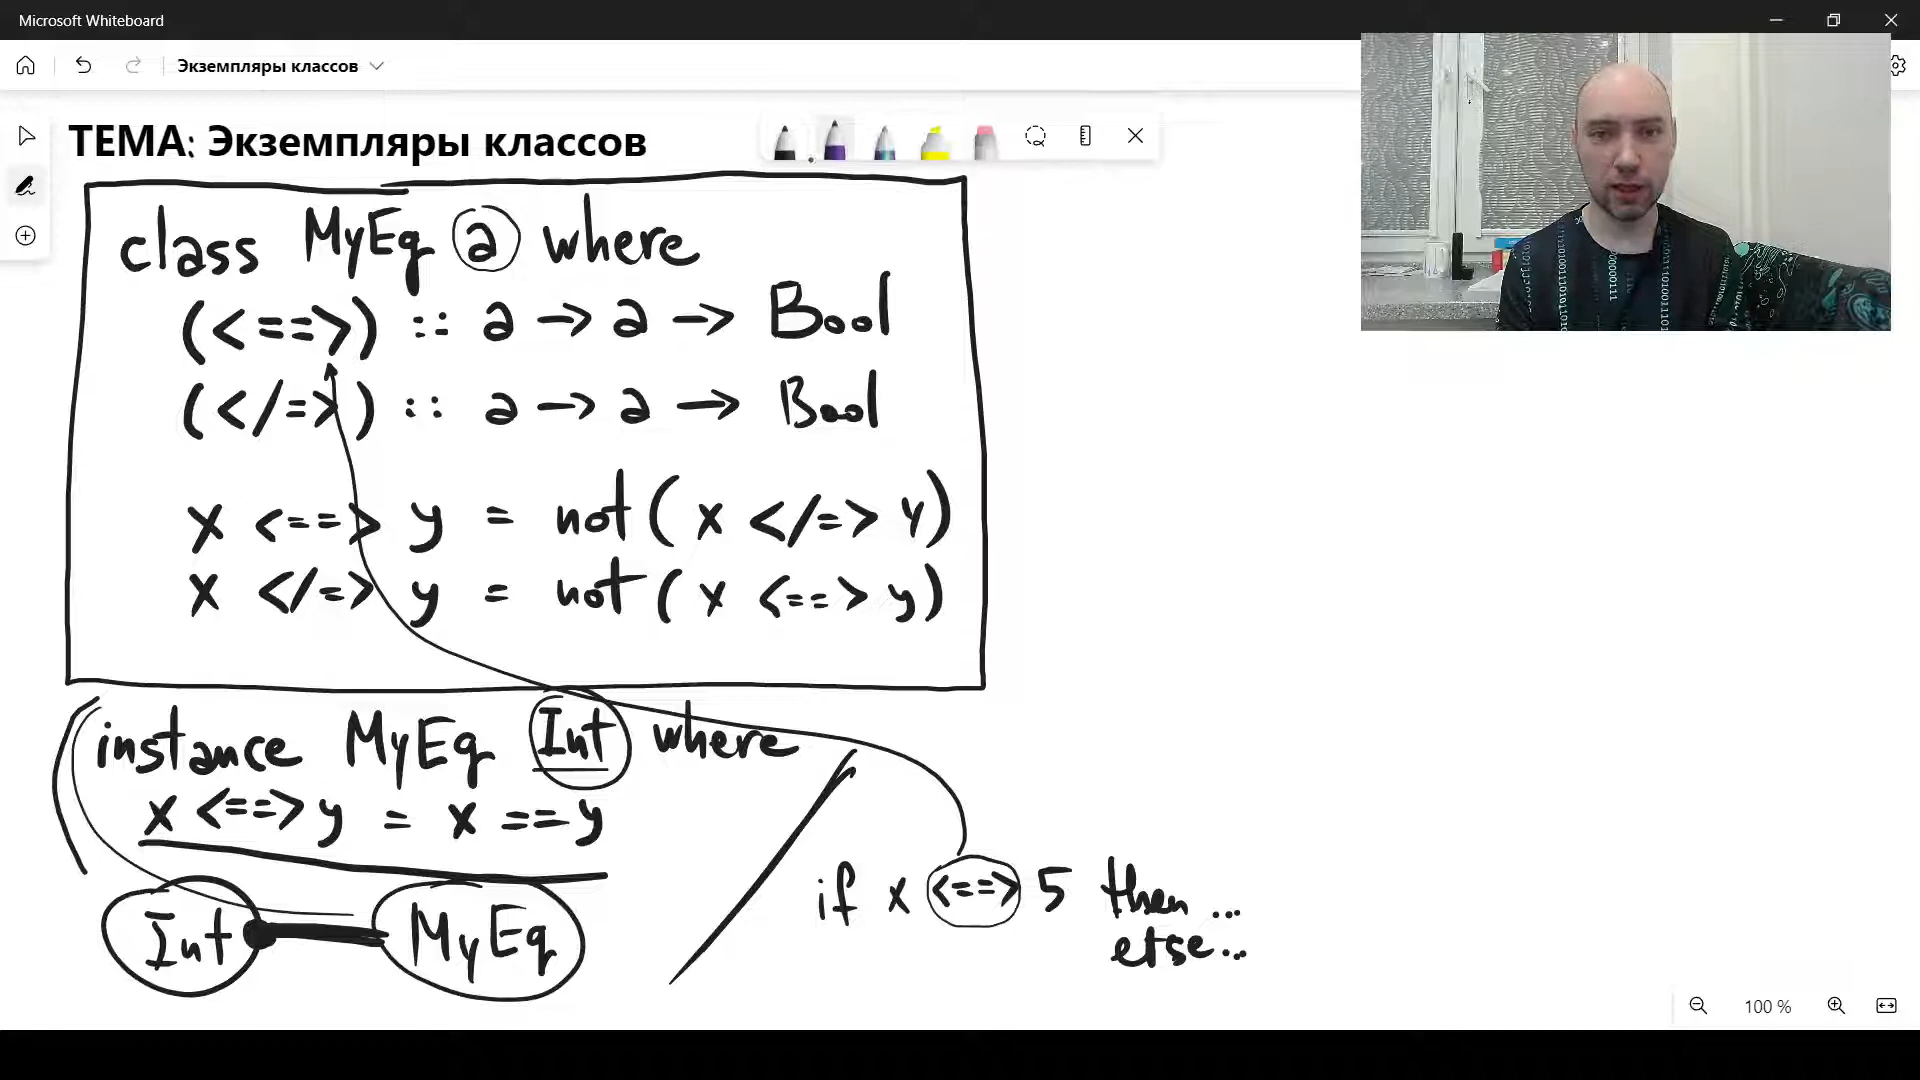 Microsoft Whiteboard
Экземпляры классов
ТЕМА: Экземпляры классов
class MyEq a where
(<==>) :: a -> a -> Bool
(</=>) :: a -> a -> Bool
x <==> y = not( x </=> y)
x </=> y = not( x <==> y)
instance MyEq Int where
x <==> y = x == y
Int MyEq
if x <==> 5 then ...
else...
100 %